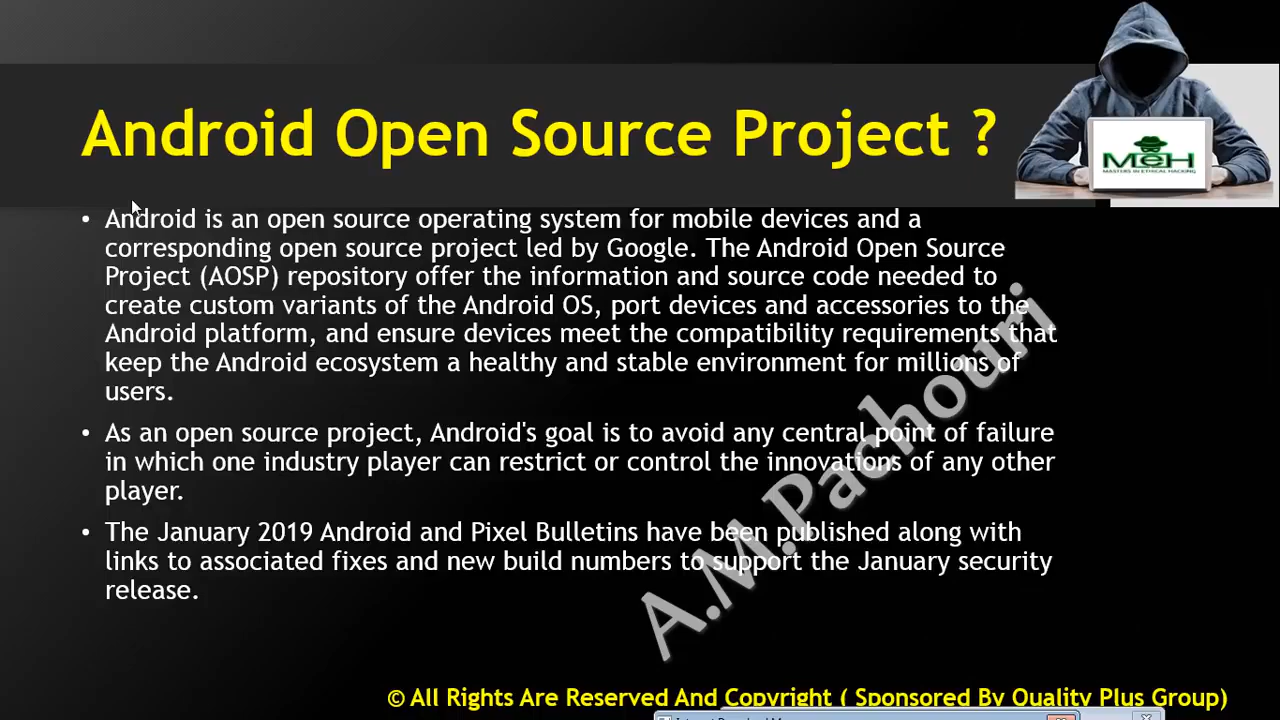 Android Open Source Project ?
MeH
MASTERS IN ETHICAL HACKING
• Android is an open source operating system for mobile devices and a
corresponding open source project led by Google. The Android Open Source
Project (AOSP) repository offer the information and source code needed to
create custom variants of the Android OS, port devices and accessories to the
Android platform, and ensure devices meet the compatibility requirements that
keep the Android ecosystem a healthy and stable environment for millions of
users.
• As an open source project, Android's goal is to avoid any central point of failure
in which one industry player can restrict or control the innovations of any other
player.
• The January 2019 Android and Pixel Bulletins have been published along with
links to associated fixes and new build numbers to support the January security
release.
A.M.Pachouri
© All Rights Are Reserved And Copyright ( Sponsored By Quality Plus Group)